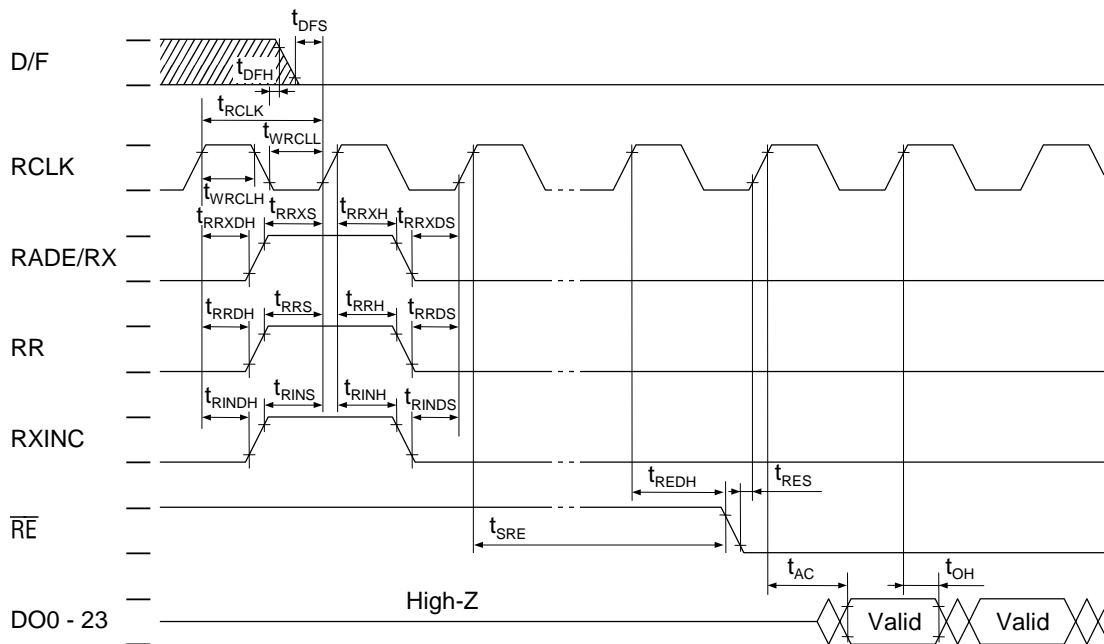 tDFS
D/F
tDFH
tRCLK
tWRCLL
RCLK
tWRCLH
tRRXDH tRRXS tRRXH tRRXDS
RADE/RX
tRRDH tRRS tRRH tRRDS
RR
tRINDH tRINS tRINH tRINDS
RXINC
tREDH tRES
RE
tSRE
tAC tOH
High-Z
DO0 - 23 Valid Valid